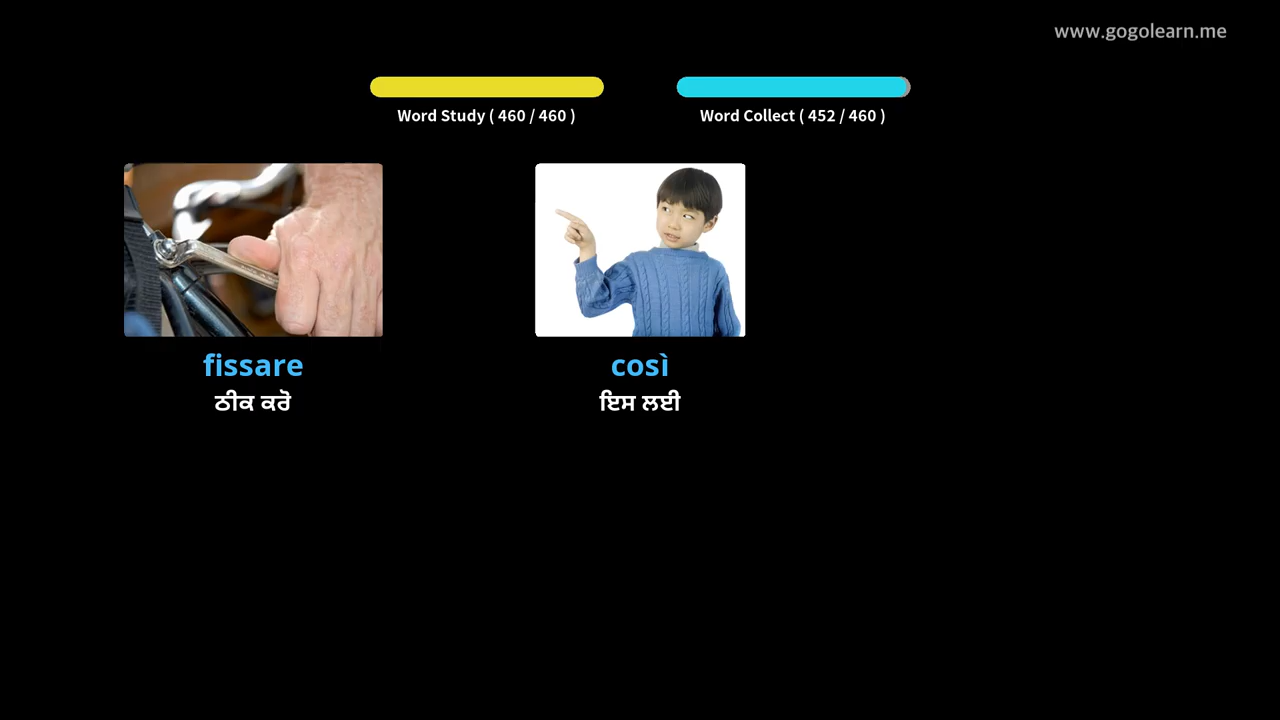 www.gogolearn.me
Word Study ( 460 / 460 )
Word Collect ( 452 / 460 )
fissare
ਠੀਕ ਕਰੋ
così
ਇਸ ਲਈ